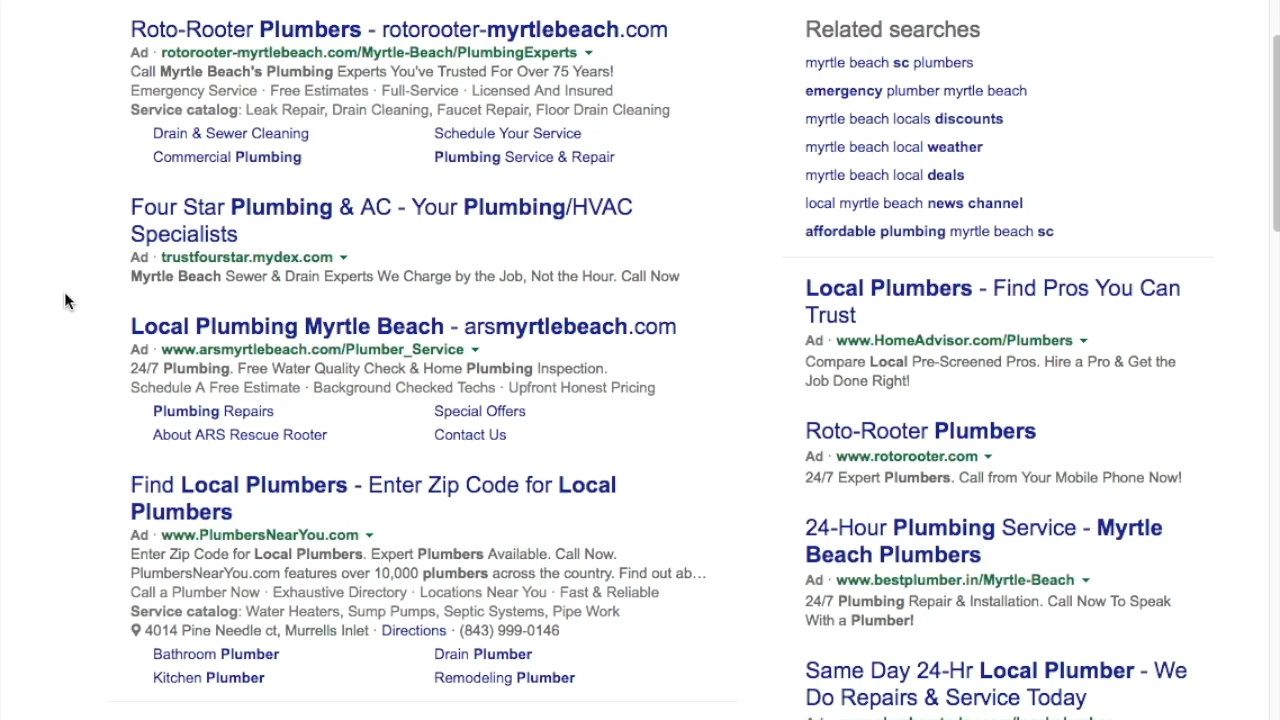 Roto-Rooter Plumbers - rotorooter-myrtlebeach.com
Ad · rotorooter-myrtlebeach.com/Myrtle-Beach/PlumbingExperts
Call Myrtle Beach's Plumbing Experts You've Trusted For Over 75 Years!
Emergency Service · Free Estimates · Full-Service · Licensed And Insured
Service catalog: Leak Repair, Drain Cleaning, Faucet Repair, Floor Drain Cleaning
Drain & Sewer Cleaning
Schedule Your Service
Commercial Plumbing
Plumbing Service & Repair
Four Star Plumbing & AC - Your Plumbing/HVAC
Specialists
Ad · trustfourstar.mydex.com
Myrtle Beach Sewer & Drain Experts We Charge by the Job, Not the Hour. Call Now
Local Plumbing Myrtle Beach - arsmyrtlebeach.com
Ad · www.arsmyrtlebeach.com/Plumber_Service
24/7 Plumbing. Free Water Quality Check & Home Plumbing Inspection.
Schedule A Free Estimate · Background Checked Techs · Upfront Honest Pricing
Plumbing Repairs
Special Offers
About ARS Rescue Rooter
Contact Us
Find Local Plumbers - Enter Zip Code for Local
Plumbers
Ad · www.PlumbersNearYou.com
Enter Zip Code for Local Plumbers. Expert Plumbers Available. Call Now.
PlumbersNearYou.com features over 10,000 plumbers across the country. Find out ab...
Call a Plumber Now · Exhaustive Directory · Locations Near You · Fast & Reliable
Service catalog: Water Heaters, Sump Pumps, Septic Systems, Pipe Work
4014 Pine Needle ct, Murrells Inlet · Directions · (843) 999-0146
Bathroom Plumber
Drain Plumber
Kitchen Plumber
Remodeling Plumber
Related searches
myrtle beach sc plumbers
emergency plumber myrtle beach
myrtle beach locals discounts
myrtle beach local weather
myrtle beach local deals
local myrtle beach news channel
affordable plumbing myrtle beach sc
Local Plumbers - Find Pros You Can
Trust
Ad · www.HomeAdvisor.com/Plumbers
Compare Local Pre-Screened Pros. Hire a Pro & Get the
Job Done Right!
Roto-Rooter Plumbers
Ad · www.rotorooter.com
24/7 Expert Plumbers. Call from Your Mobile Phone Now!
24-Hour Plumbing Service - Myrtle
Beach Plumbers
Ad · www.bestplumber.in/Myrtle-Beach
24/7 Plumbing Repair & Installation. Call Now To Speak
With a Plumber!
Same Day 24-Hr Local Plumber - We
Do Repairs & Service Today